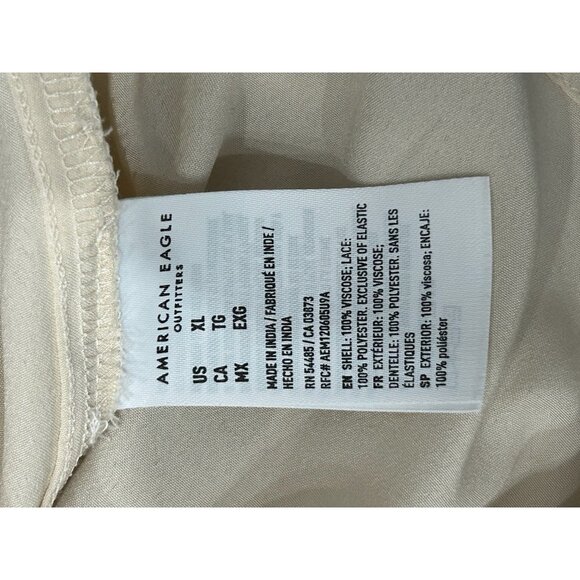 AMERICAN EAGLE
OUTFITTERS
US XL
CA TG
MX EXG
MADE IN INDIA / FABRIQUÉ EN INDE /
HECHO EN INDIA
RN 54485 / CA 03873
RFC# AEM120605U9A
EN SHELL: 100% VISCOSE; LACE:
100% POLYESTER, EXCLUSIVE OF ELASTIC
FR EXTÉRIEUR: 100% VISCOSE;
DENTELLE: 100% POLYESTER, SANS LES
ÉLASTIQUES
SP EXTERIOR: 100% viscosa; ENCAJE:
100% poliéster